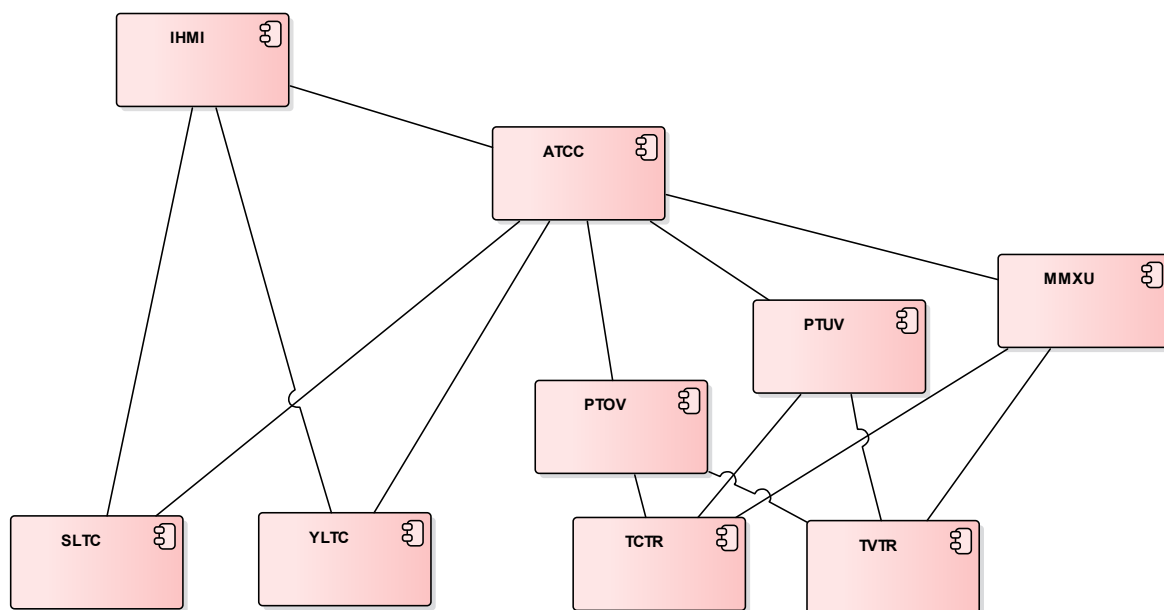 IHMI
ATCC
MMXU
PTUV
PTOV
SLTC
YLTC
TCTR
TVTR